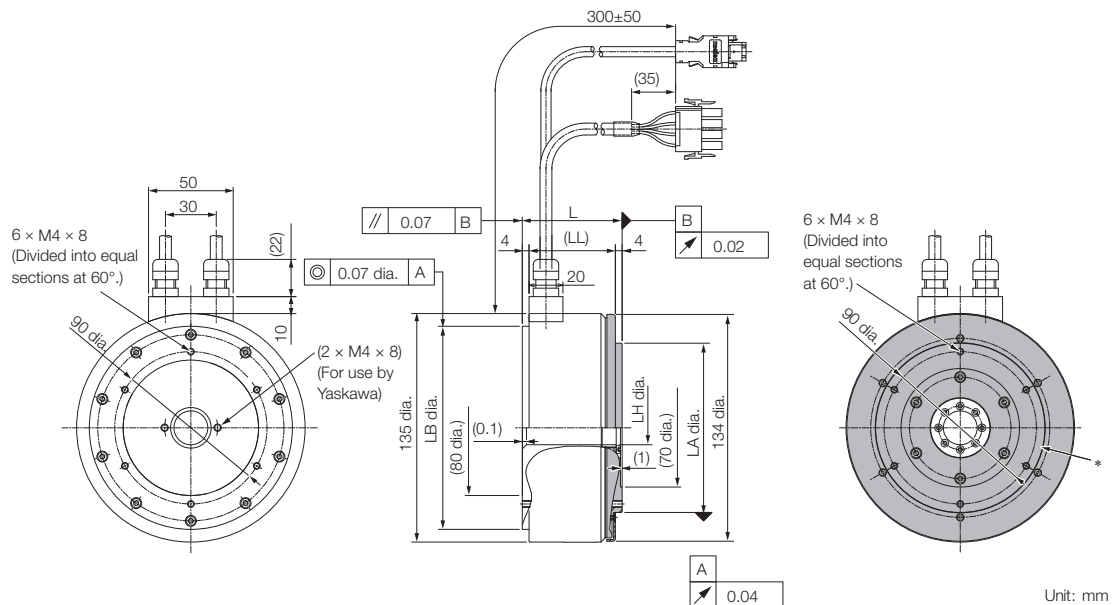 300±50
(35)
50
30
6 × M4 × 8
(Divided into equal
sections at 60°.)
(22)
10
90 dia.
(2 × M4 × 8)
(For use by
Yaskawa)
// 0.07 B
L
B
↗ 0.02
4
(LL)
4
◎ 0.07 dia. A
20
135 dia.
LB dia.
(80 dia.)
(0.1)
LH dia.
(1)
(70 dia.)
LA dia.
134 dia.
A
↗ 0.04
6 × M4 × 8
(Divided into
equal sections
at 60°.)
90 dia.
*
Unit: mm